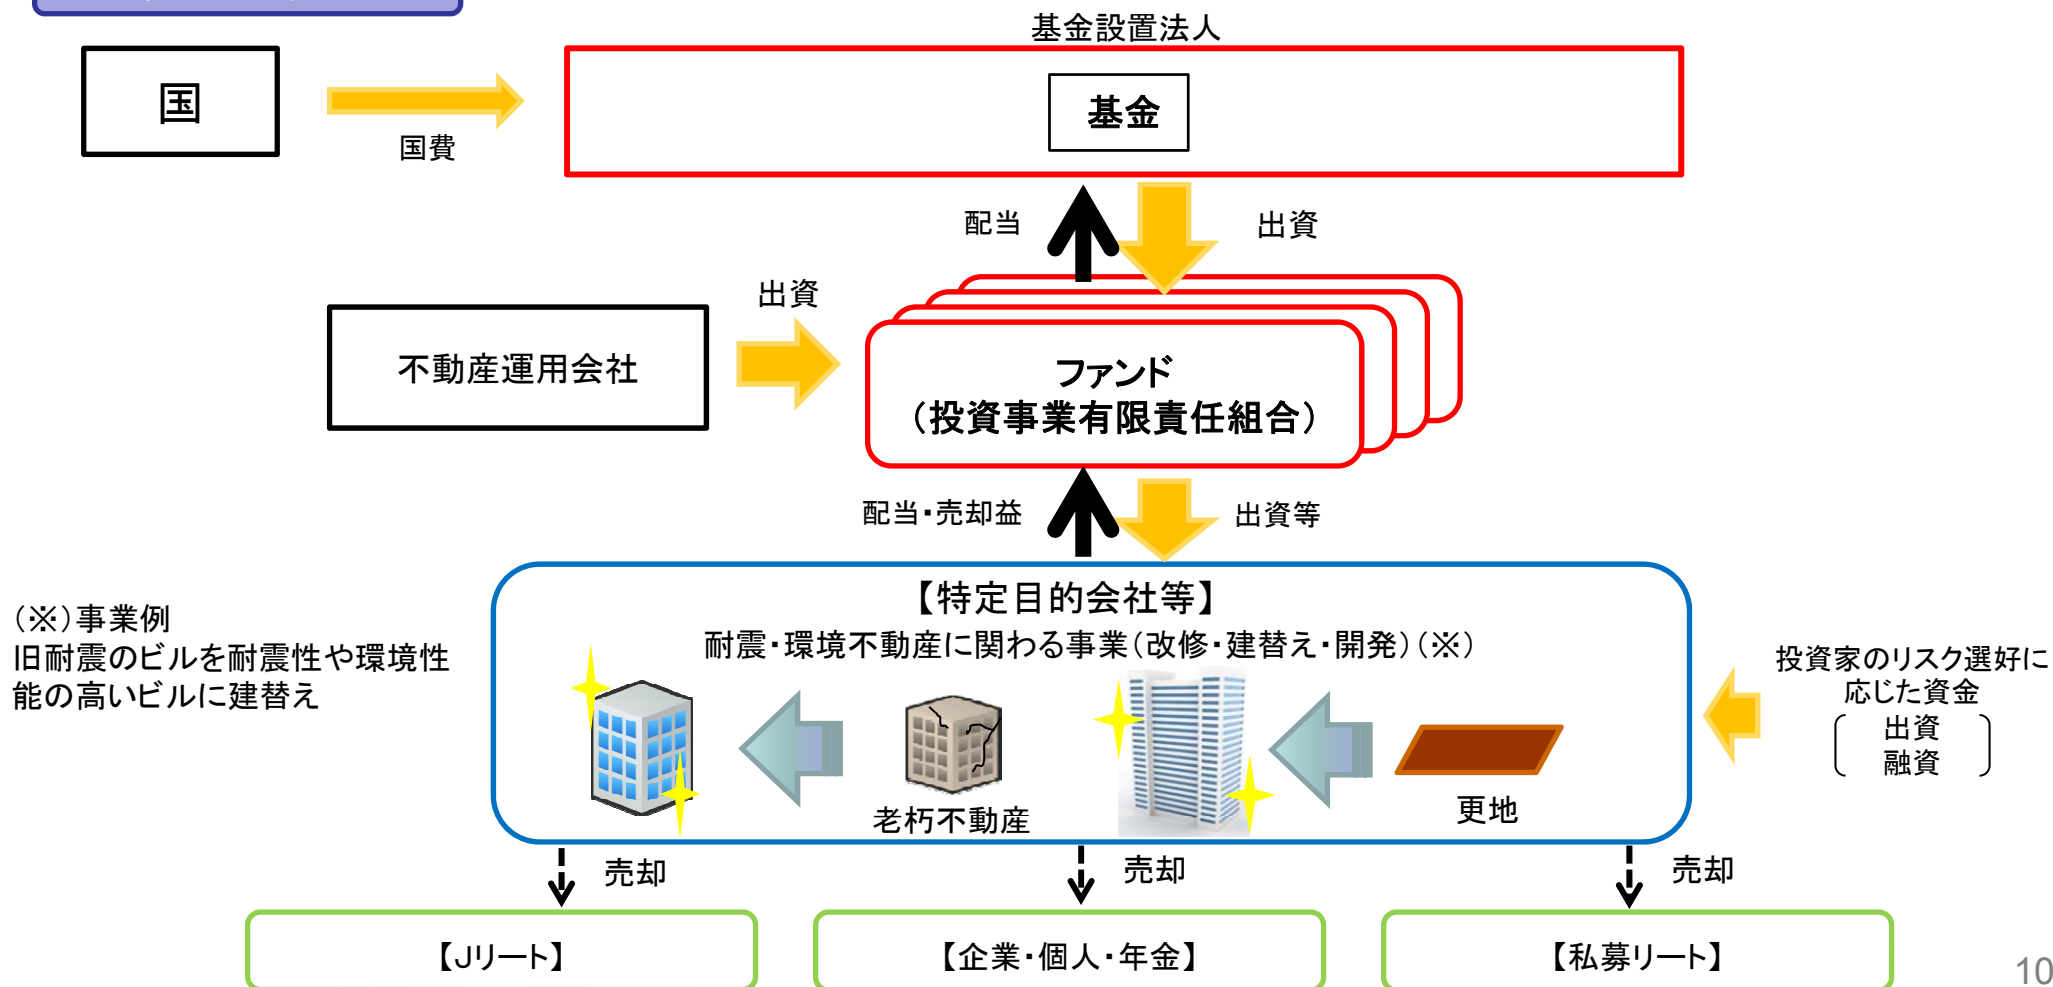 基金設置法人
国
国費
基金
配当
出資
不動産運用会社
出資
ファンド
（投資事業有限責任組合）
配当・売却益
出資等
【特定目的会社等】
耐震・環境不動産に関わる事業（改修・建替え・開発）（※）
（※）事業例
旧耐震のビルを耐震性や環境性
能の高いビルに建替え
老朽不動産
更地
投資家のリスク選好に
応じた資金
出資
融資
売却
売却
売却
【Jリート】
【企業・個人・年金】
【私募リート】
10